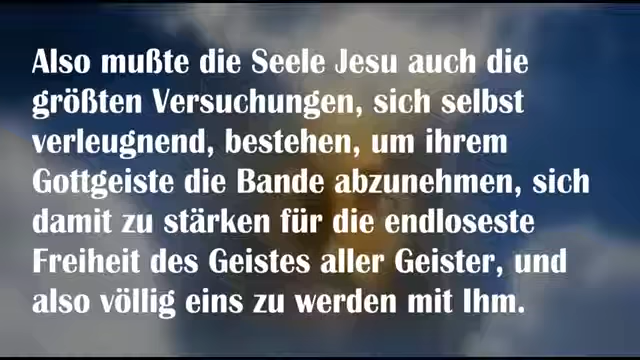 Also mußte die Seele Jesu auch die
größten Versuchungen, sich selbst
verleugnend, bestehen, um ihrem
Gottgeiste die Bande abzunehmen, sich
damit zu stärken für die endloseste
Freiheit des Geistes aller Geister, und
also völlig eins zu werden mit Ihm.